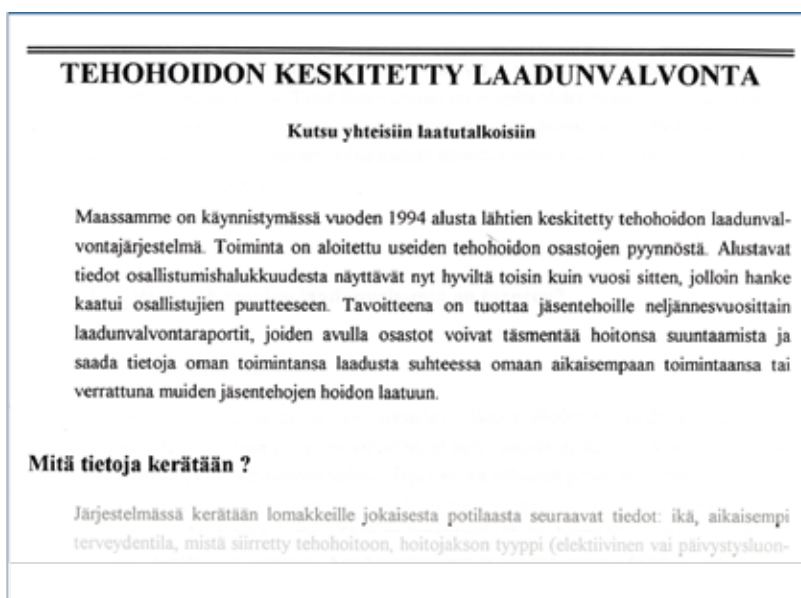 TEHOHOIDON KESKITETTY LAADUNVALVONTA
Kutsu yhteisiin laatutalkoisiin
Maassamme on käynnistymässä vuoden 1994 alusta lähtien keskitetty tehohoidon laadunval-
vontajärjestelmä. Toiminta on aloitettu useiden tehohoidon osastojen pyynnöstä. Alustavat
tiedot osallistumishalukkuudesta näyttävät nyt hyviltä toisin kuin vuosi sitten, jolloin hanke
kaatui osallistujien puutteeseen. Tavoitteena on tuottaa jäsentehoille neljännesvuosittain
laadunvalvontaraportit, joiden avulla osastot voivat täsmentää hoitonsa suuntaamista ja
saada tietoja oman toimintansa laadusta suhteessa omaan aikaisempaan toimintaansa tai
verrattuna muiden jäsentehojen hoidon laatuun.
Mitä tietoja kerätään ?
Järjestelmässä kerätään lomakkeille jokaisesta potilaasta seuraavat tiedot: ikä, aikaisempi
terveydentila, mistä siirretty tehohoitoon, hoitojakson tyyppi (elektiivinen vai päivystysluon-